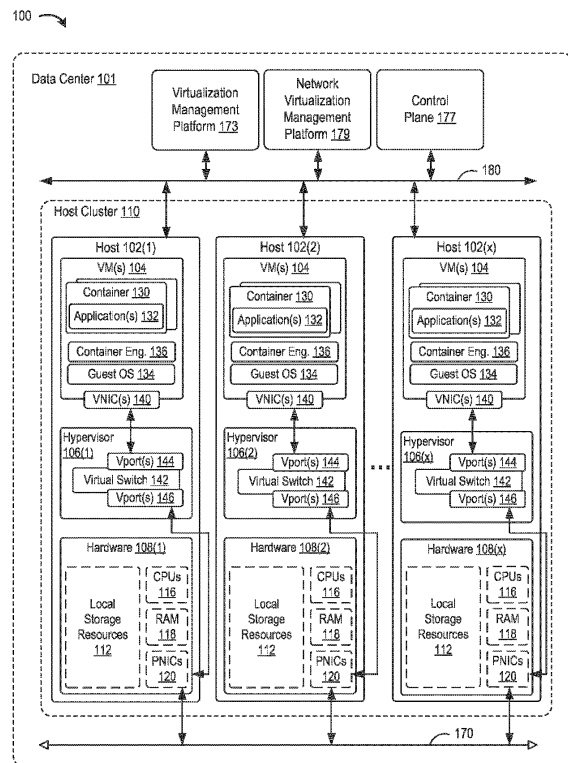 100
Data Center 101
Virtualization
Management
Platform 173
Network
Virtualization
Management
Platform 179
Control
Plane 177
180
Host Cluster 110
Host 102(1)
VM(s) 104
Container 130
Application(s) 132
Container Eng. 136
Guest OS 134
VNIC(s) 140
Hypervisor
106(1)
Vport(s) 144
Virtual Switch 142
Vport(s) 146
Hardware 108(1)
Local
Storage
Resources
112
CPUs
116
RAM
118
PNICs
120
Host 102(2)
VM(s) 104
Container 130
Application(s) 132
Container Eng. 136
Guest OS 134
VNIC(s) 140
Hypervisor
106(2)
Vport(s) 144
Virtual Switch 142
Vport(s) 146
Hardware 108(2)
Local
Storage
Resources
112
CPUs
116
RAM
118
PNICs
120
Host 102(x)
VM(s) 104
Container 130
Application(s) 132
Container Eng. 136
Guest OS 134
VNIC(s) 140
Hypervisor
106(x)
Vport(s) 144
Virtual Switch 142
Vport(s) 146
Hardware 108(x)
Local
Storage
Resources
112
CPUs
116
RAM
118
PNICs
120
170